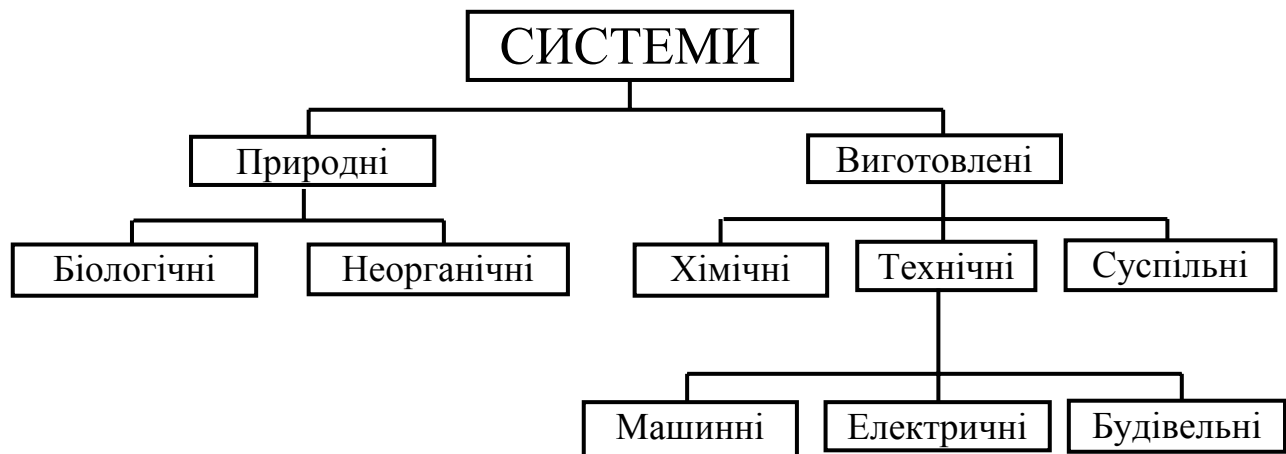 СИСТЕМИ
Природні
Виготовлені
Біологічні
Неорганічні
Хімічні
Технічні
Суспільні
Машинні
Електричні
Будівельні